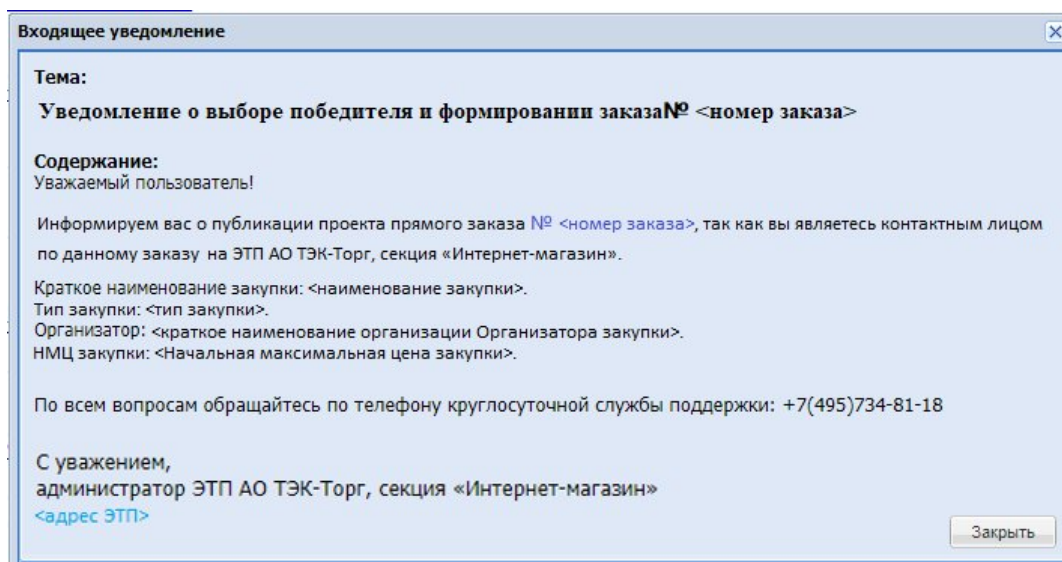 Входящее уведомление
Тема:
Уведомление о выборе победителя и формировании заказа№ <номер заказа>
Содержание:
Уважаемый пользователь!
Информируем вас о публикации проекта прямого заказа № <номер заказа>, так как вы являетесь контактным лицом
по данному заказу на ЭТП АО ТЭК-Торг, секция «Интернет-магазин».
Краткое наименование закупки: <наименование закупки>.
Тип закупки: <тип закупки>.
Организатор: <краткое наименование организации Организатора закупки>.
НМЦ закупки: <Начальная максимальная цена закупки>.
По всем вопросам обращайтесь по телефону круглосуточной службы поддержки: +7(495)734-81-18
С уважением,
администратор ЭТП АО ТЭК-Торг, секция «Интернет-магазин»
<адрес ЭТП>
Закрыть